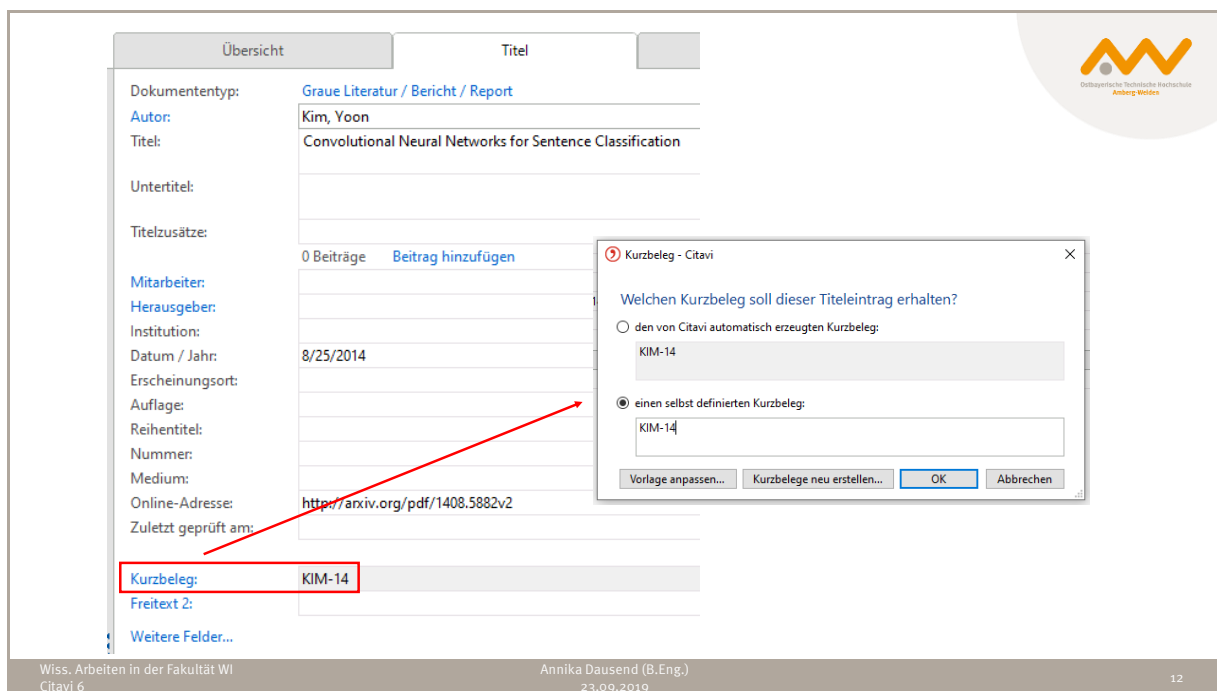 Übersicht
Titel
Ostbayerische Technische Hochschule
Amberg-Weiden
Dokumententyp: Graue Literatur / Bericht / Report
Autor: Kim, Yoon
Titel: Convolutional Neural Networks for Sentence Classification
Untertitel:
Titelzusätze:
0 Beiträge Beitrag hinzufügen
Mitarbeiter:
Herausgeber:
Institution:
Datum / Jahr: 8/25/2014
Erscheinungsort:
Auflage:
Reihentitel:
Nummer:
Medium:
Online-Adresse: http://arxiv.org/pdf/1408.5882v2
Zuletzt geprüft am:
Kurzbeleg: KIM-14
Freitext 2:
Weitere Felder...
Kurzbeleg - Citavi
Welchen Kurzbeleg soll dieser Titeleintrag erhalten?
den von Citavi automatisch erzeugten Kurzbeleg:
KIM-14
einen selbst definierten Kurzbeleg:
KIM-14
Vorlage anpassen... Kurzbelege neu erstellen... OK Abbrechen
Wiss. Arbeiten in der Fakultät WI
Citavi 6
Annika Dausend (B.Eng.)
23.09.2019
12